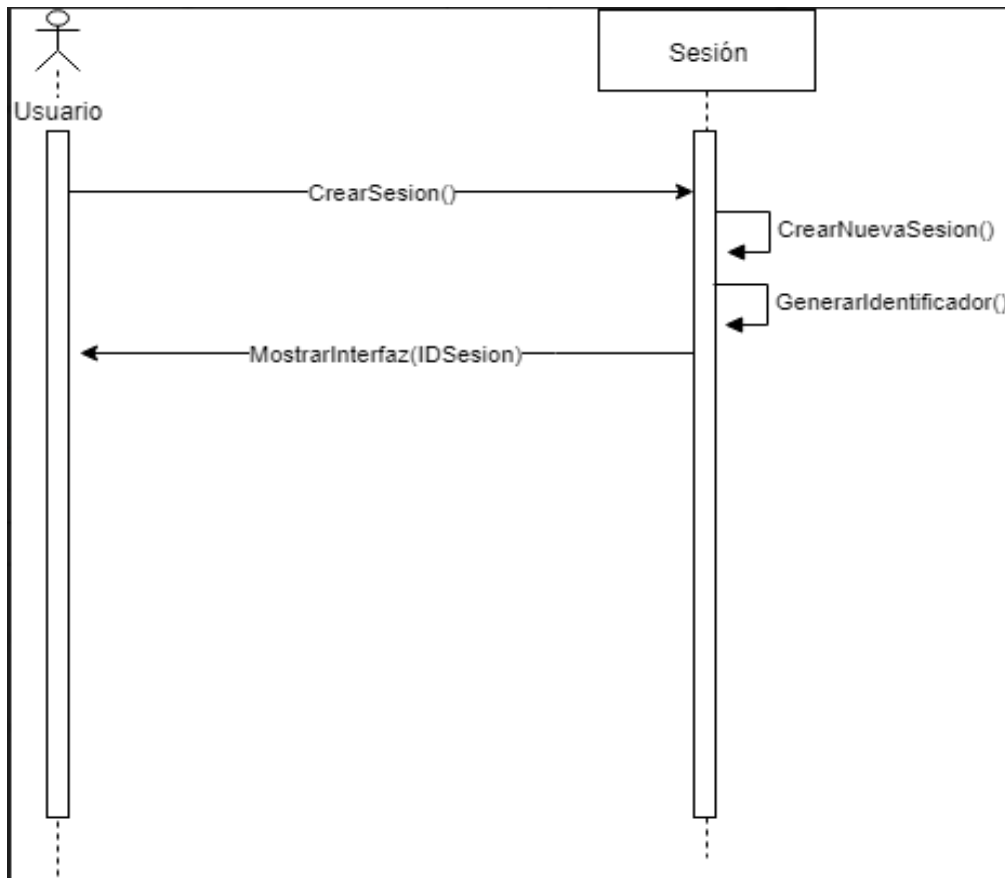 Sesión
Usuario
CrearSesion()
CrearNuevaSesion()
GenerarIdentificador()
MostrarInterfaz(IDSesion)